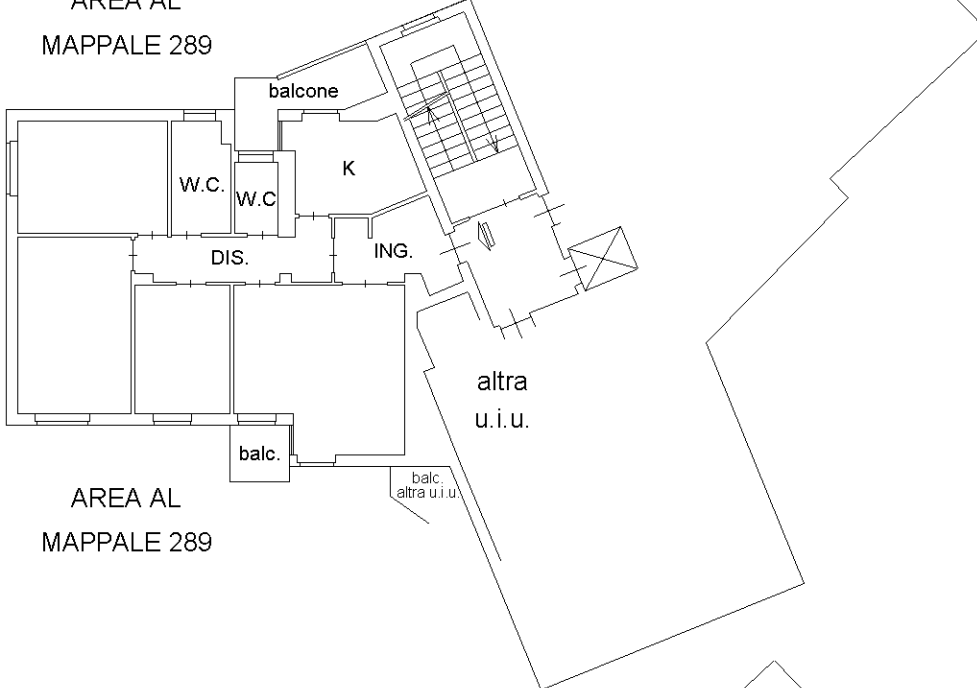 AREA AL
MAPPALE 289
balcone
K
W.C.
W.C
DIS.
ING.
altra
u.i.u.
balc.
balc.
altra u.i.u.
AREA AL
MAPPALE 289